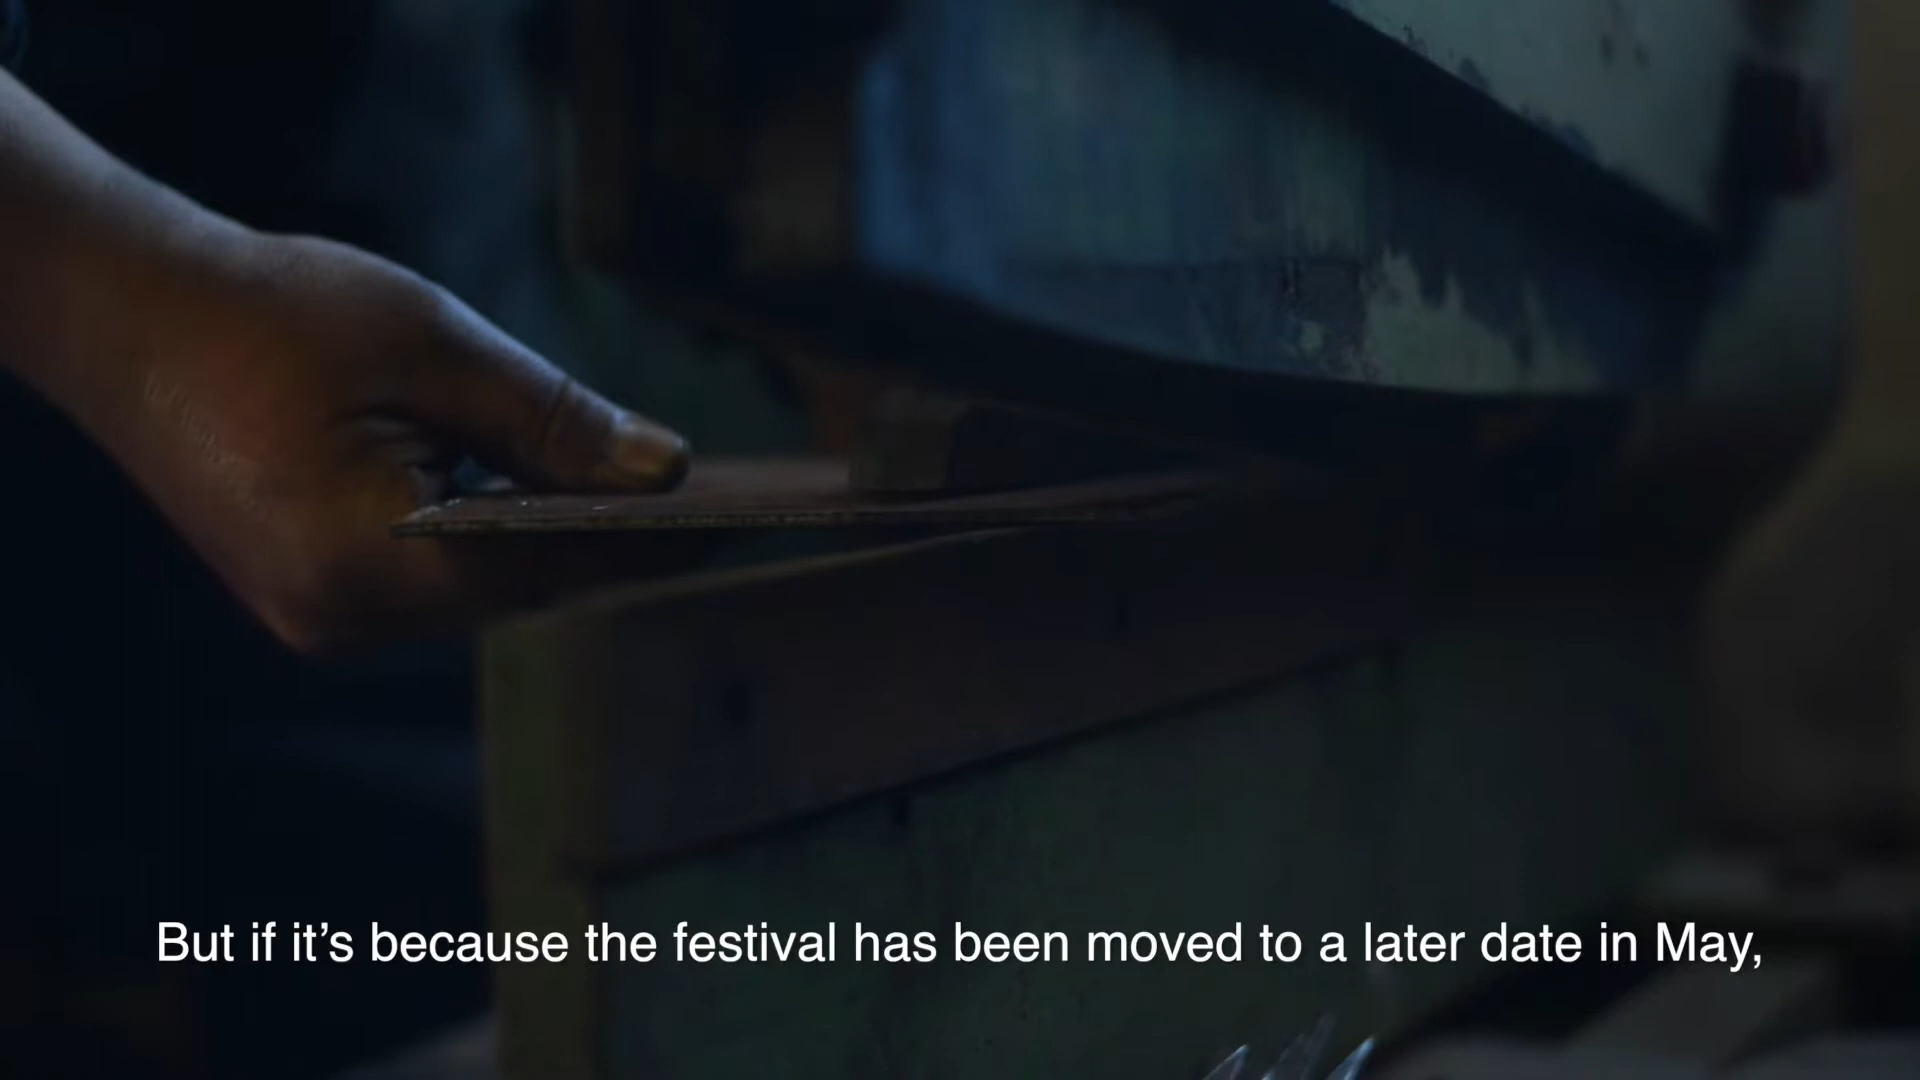 But if it’s because the festival has been moved to a later date in May,